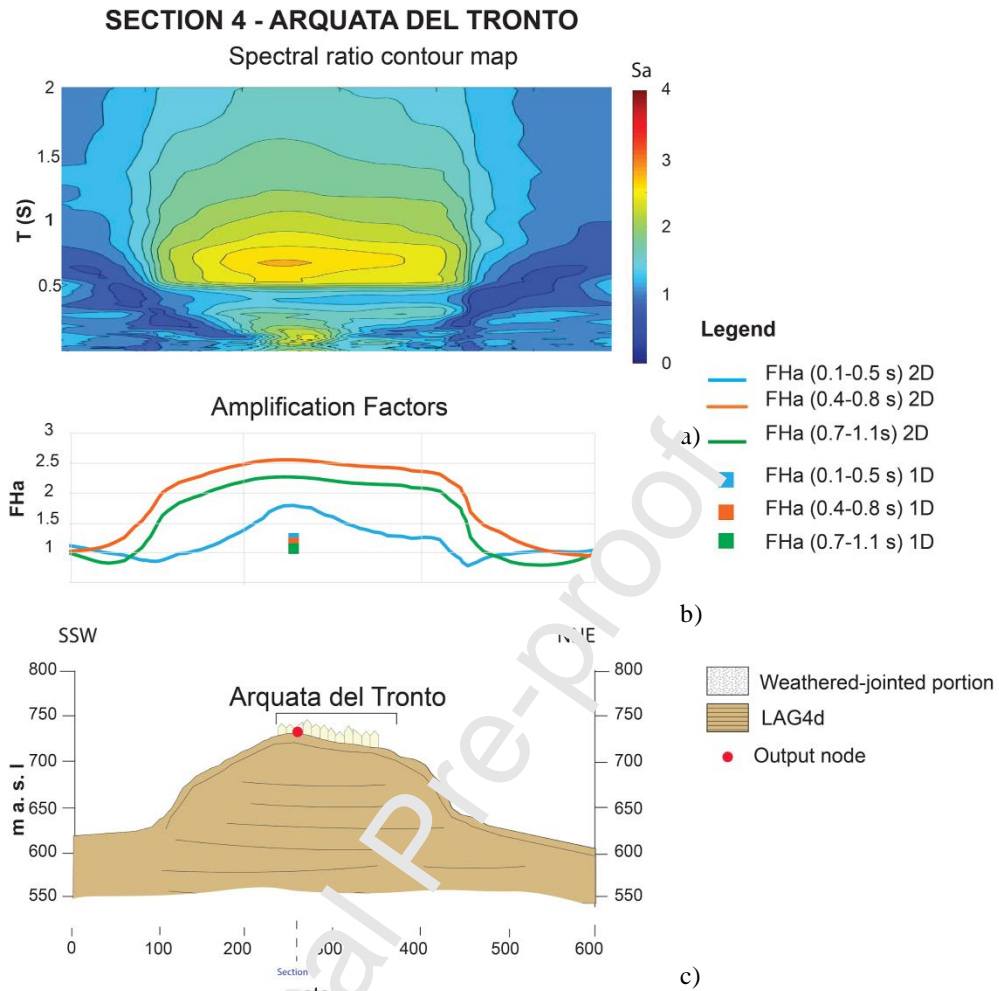 SECTION 4 - ARQUATA DEL TRONTO
Spectral ratio contour map
Sa
4
3
2
1
0
2
1.5
1
0.5
T (S)
Legend
FHa (0.1-0.5 s) 2D
FHa (0.4-0.8 s) 2D
FHa (0.7-1.1s) 2D
FHa (0.1-0.5 s) 1D
FHa (0.4-0.8 s) 1D
FHa (0.7-1.1 s) 1D
a)
Amplification Factors
3
2.5
2
1.5
1
FHa
b)
SSW
800
750
700
650
600
550
m a. s. l
Arquata del Tronto
800
750
700
650
600
550
Weathered-jointed portion
LAG4d
Output node
0 100 200 300 400 500 600
Section
c)
al Pre-proof